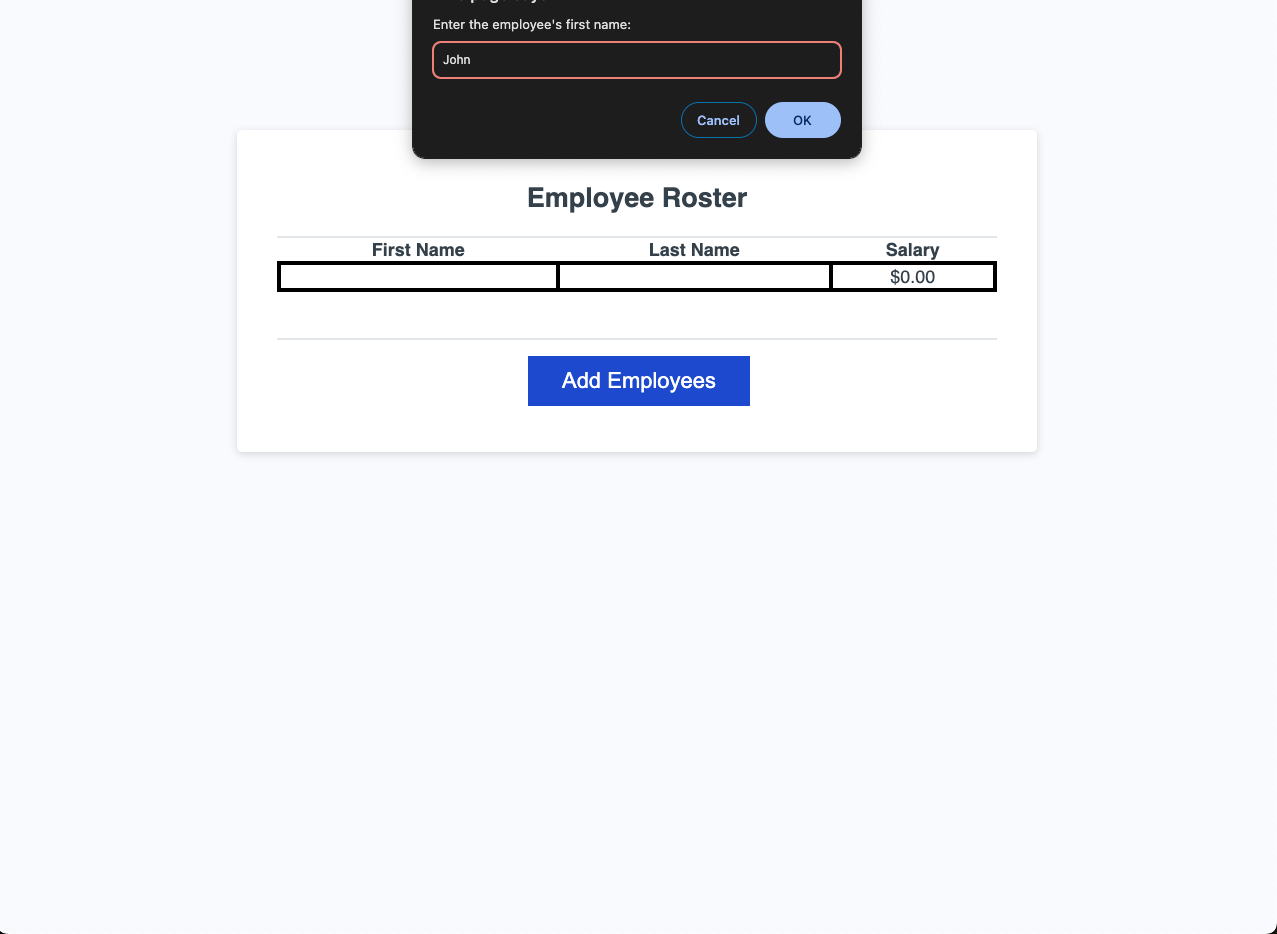 Enter the employee's first name:
John
Cancel OK
Employee Roster
First Name Last Name Salary
$0.00
Add Employees